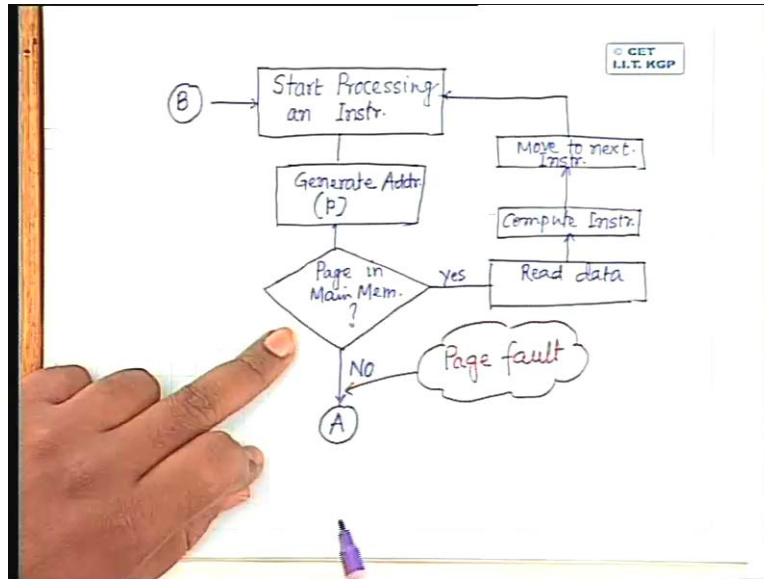 © CET
I.I.T. KGP
B
Start Processing
an Instr.
Generate Addr.
(p)
Page in
Main Mem.
?
yes
Read data
Compute Instr.
Move to next.
Instr.
NO
Page fault
A